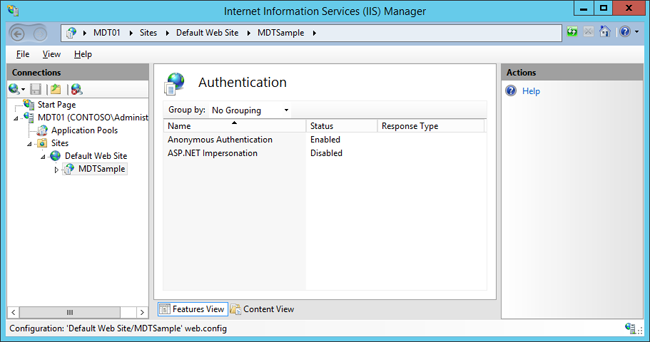 Internet Information Services (IIS) Manager
MDT01 Sites Default Web Site MDTSample
File View Help
Connections
Start Page
MDT01 (CONTOSO\Administ
Application Pools
Sites
Default Web Site
MDTSample
Authentication
Group by: No Grouping
Name Status Response Type
Anonymous Authentication Enabled
ASP.NET Impersonation Disabled
Features View Content View
Actions
Help
Configuration: 'Default Web Site/MDTSample' web.config